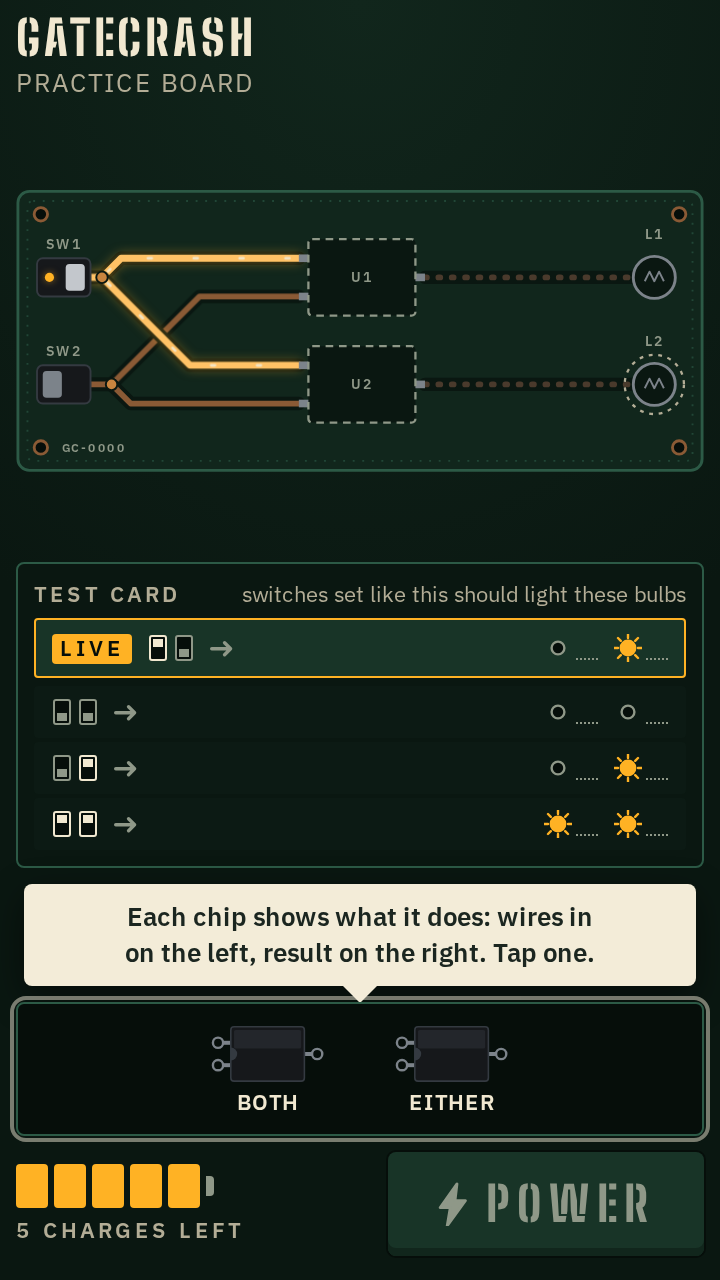 GATECRASH
PRACTICE BOARD
SW1
SW2
U1
U2
L1
L2
GC-0000
TEST CARD
switches set like this should light these bulbs
LIVE
Each chip shows what it does: wires in
on the left, result on the right. Tap one.
BOTH
EITHER
5 CHARGES LEFT
POWER